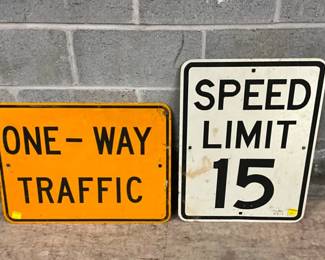 ONE-WAY
TRAFFIC
SPEED
LIMIT
15